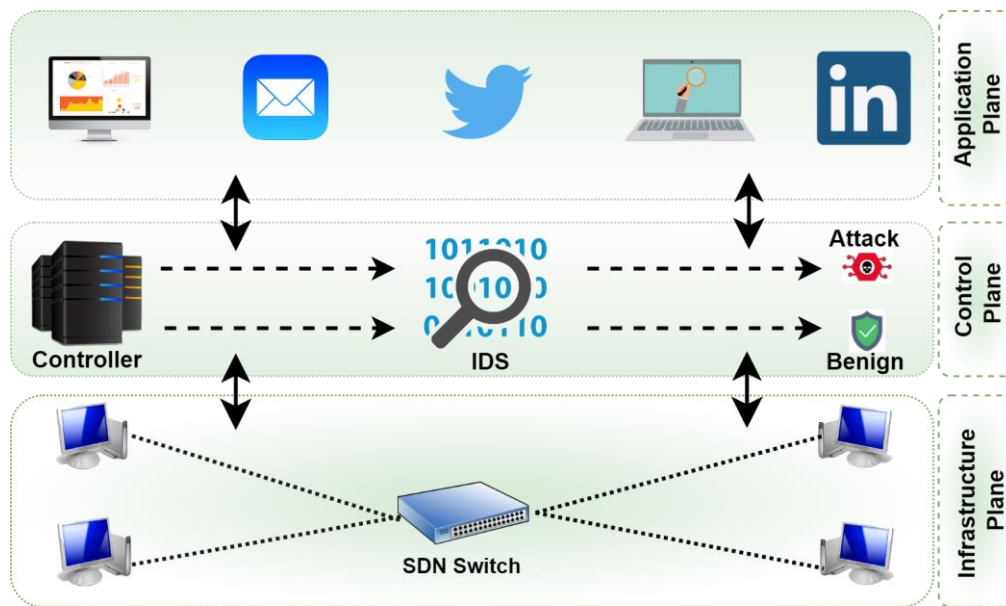 in
Application
Plane
1011010
Attack
Controller
IDS
Benign
Control
Plane
SDN Switch
Infrastructure
Plane